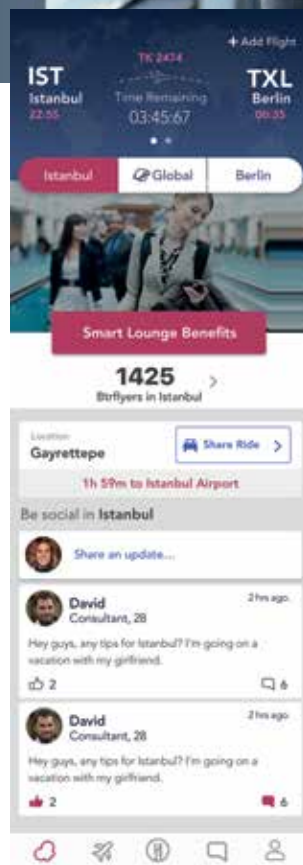 + Add Flight
TK 2474
IST
TXL
Istanbul
Time Remaining
Berlin
22:55
03:45:67
00:35
Istanbul
Global
Berlin
Smart Lounge Benefits
1425
Btrflyers in Istanbul
Location
Gayrettepe
Share Ride
1h 59m to Istanbul Airport
Be social in Istanbul
Share an update...
David
2 hrs ago.
Consultant, 28
Hey guys, any tips for Istanbul? I'm going on a
vacation with my girlfriend.
2
6
David
2 hrs ago.
Consultant, 28
Hey guys, any tips for Istanbul? I'm going on a
vacation with my girlfriend.
2
6